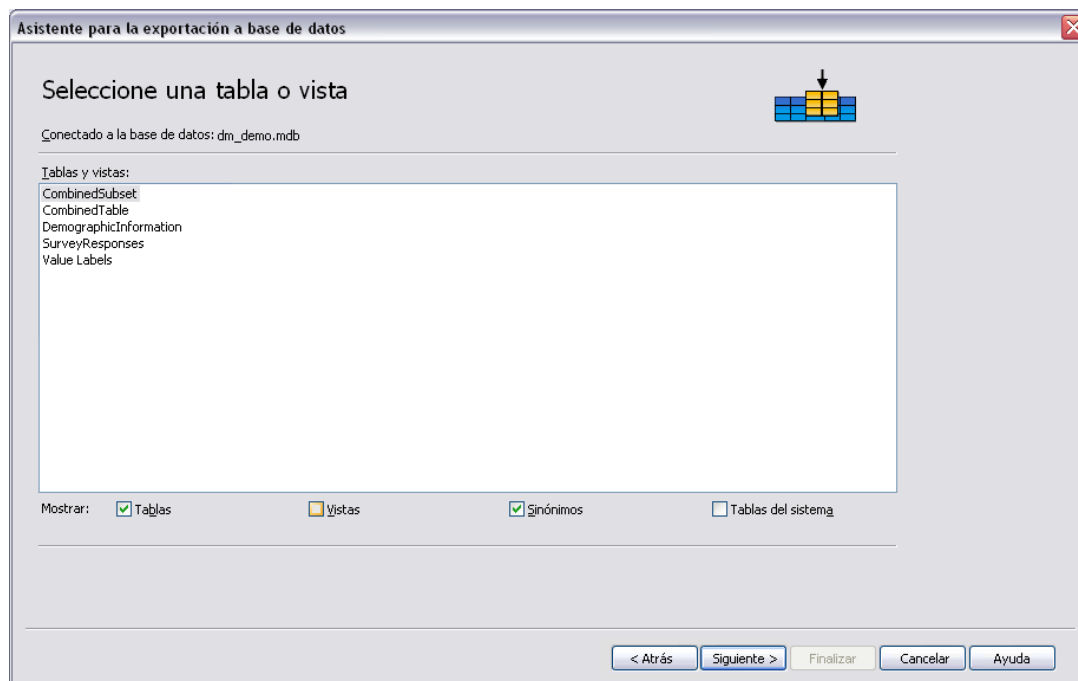 Asistente para la exportación a base de datos
Seleccione una tabla o vista
Conectado a la base de datos: dm_demo.mdb
Tablas y vistas:
CombinedSubset
CombinedTable
DemographicInformation
SurveyResponses
Value Labels
Mostrar: Tablas Vistas Sinónimos Tablas del sistema
< Atrás Siguiente > Finalizar Cancelar Ayuda